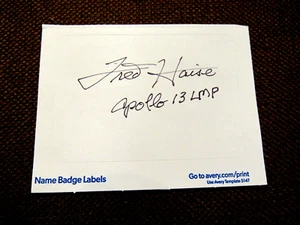 Fred Haise
Apollo 13 LMP
Name Badge Labels
Go to avery.com/print
Use Avery Template 5147